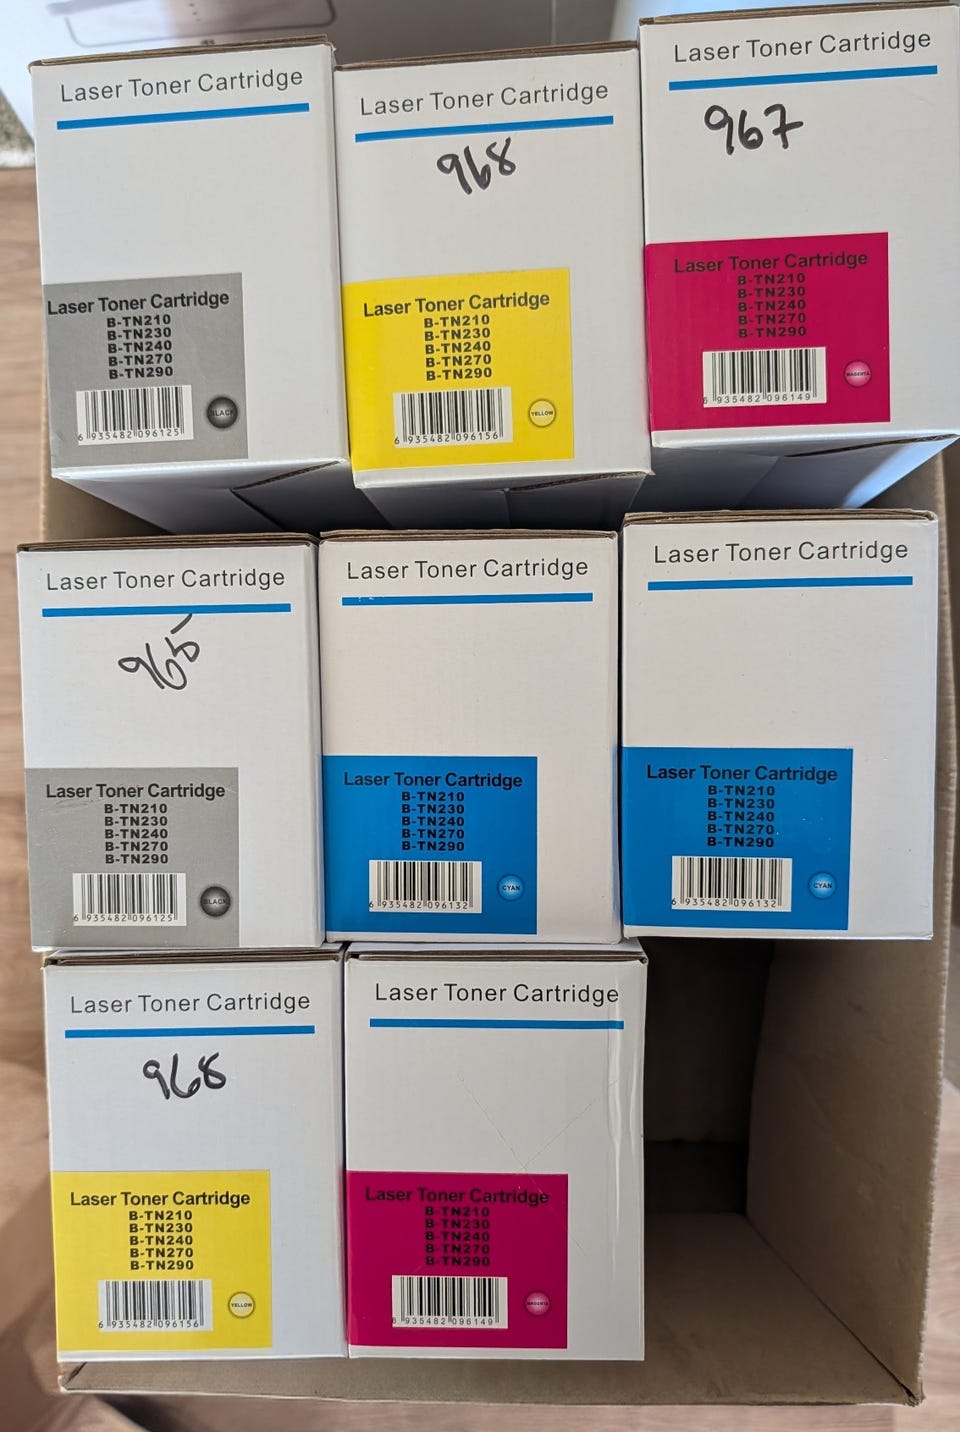 Laser Toner Cartridge
Laser Toner Cartridge
B-TN210
B-TN230
B-TN240
B-TN270
B-TN290
6 935482 096125
BLACK
Laser Toner Cartridge
968
Laser Toner Cartridge
B-TN210
B-TN230
B-TN240
B-TN270
B-TN290
6 935482 096156
YELLOW
Laser Toner Cartridge
967
Laser Toner Cartridge
B-TN210
B-TN230
B-TN240
B-TN270
B-TN290
6 935482 096149
MAGENTA
Laser Toner Cartridge
965
Laser Toner Cartridge
B-TN210
B-TN230
B-TN240
B-TN270
B-TN290
6 935482 096125
BLACK
Laser Toner Cartridge
Laser Toner Cartridge
B-TN210
B-TN230
B-TN240
B-TN270
B-TN290
6 935482 096132
CYAN
Laser Toner Cartridge
Laser Toner Cartridge
B-TN210
B-TN230
B-TN240
B-TN270
B-TN290
6 935482 096132
CYAN
Laser Toner Cartridge
968
Laser Toner Cartridge
B-TN210
B-TN230
B-TN240
B-TN270
B-TN290
6 935482 096156
YELLOW
Laser Toner Cartridge
Laser Toner Cartridge
B-TN210
B-TN230
B-TN240
B-TN270
B-TN290
6 935482 096149
MAGENTA